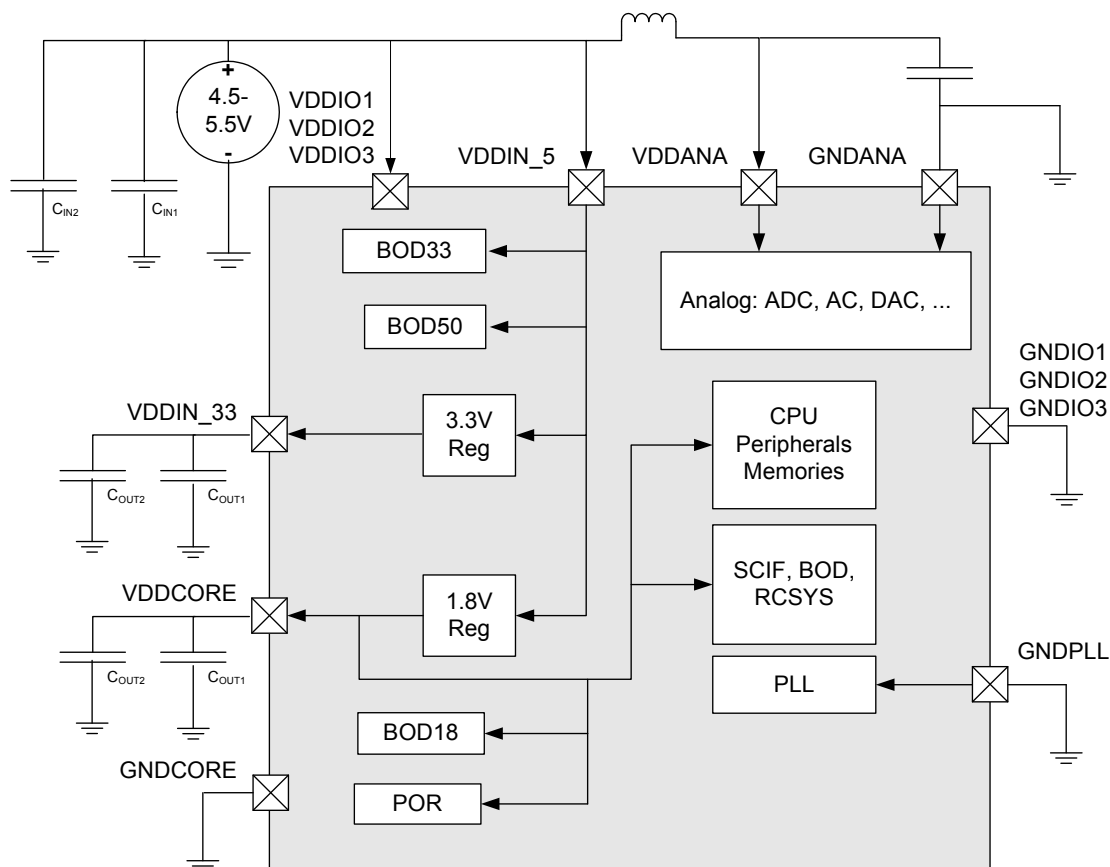 +
4.5-
5.5V
-
VDDIO1
VDDIO2
VDDIO3
VDDIN_5
VDDANA
GNDANA
CIN2
CIN1
BOD33
BOD50
Analog: ADC, AC, DAC, ...
GNDIO1
GNDIO2
GNDIO3
VDDIN_33
3.3V
Reg
CPU
Peripherals
Memories
COUT2
COUT1
VDDCORE
1.8V
Reg
SCIF, BOD,
RCSYS
COUT2
COUT1
GNDPLL
PLL
BOD18
GNDCORE
POR